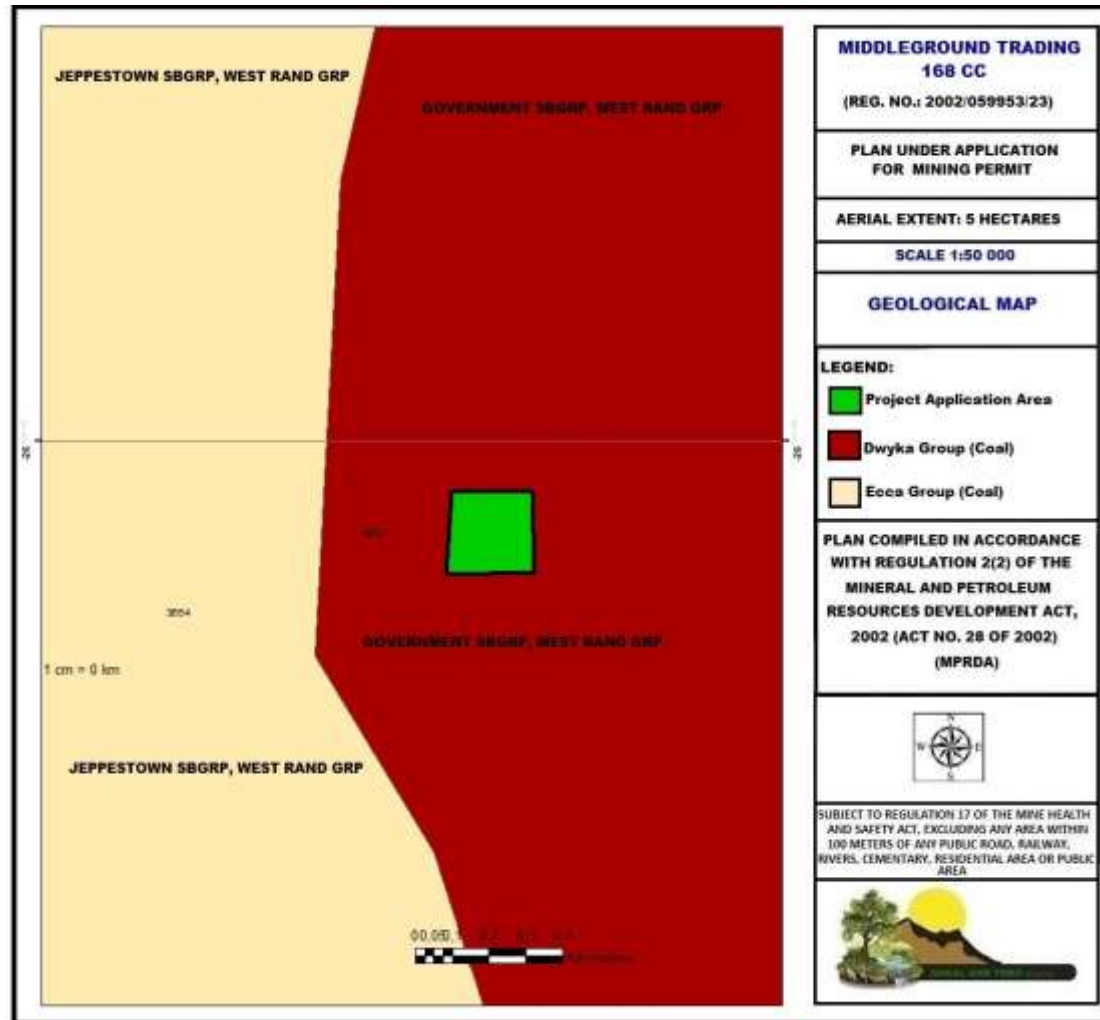 JEPPESTOWN SBGRP, WEST RAND GRP
GOVERNMENT SBGRP, WEST RAND GRP
-26
-26
3654
GOVERNMENT SBGRP, WEST RAND GRP
1 cm = 0 km
JEPPESTOWN SBGRP, WEST RAND GRP
MIDDLEGROUND TRADING
168 CC
(REG. NO.: 2002/059953/23)
PLAN UNDER APPLICATION
FOR MINING PERMIT
AERIAL EXTENT: 5 HECTARES
SCALE 1:50 000
GEOLOGICAL MAP
LEGEND:
Project Application Area
Dwyka Group (Coal)
Ecca Group (Coal)
PLAN COMPILED IN ACCORDANCE
WITH REGULATION 2(2) OF THE
MINERAL AND PETROLEUM
RESOURCES DEVELOPMENT ACT,
2002 (ACT NO. 28 OF 2002)
(MPRDA)
N
W E
S
SUBJECT TO REGULATION 17 OF THE MINE HEALTH
AND SAFETY ACT, EXCLUDING ANY AREA WITHIN
100 METERS OF ANY PUBLIC ROAD, RAILWAY,
RIVERS, CEMENTARY, RESIDENTIAL AREA OR PUBLIC
AREA